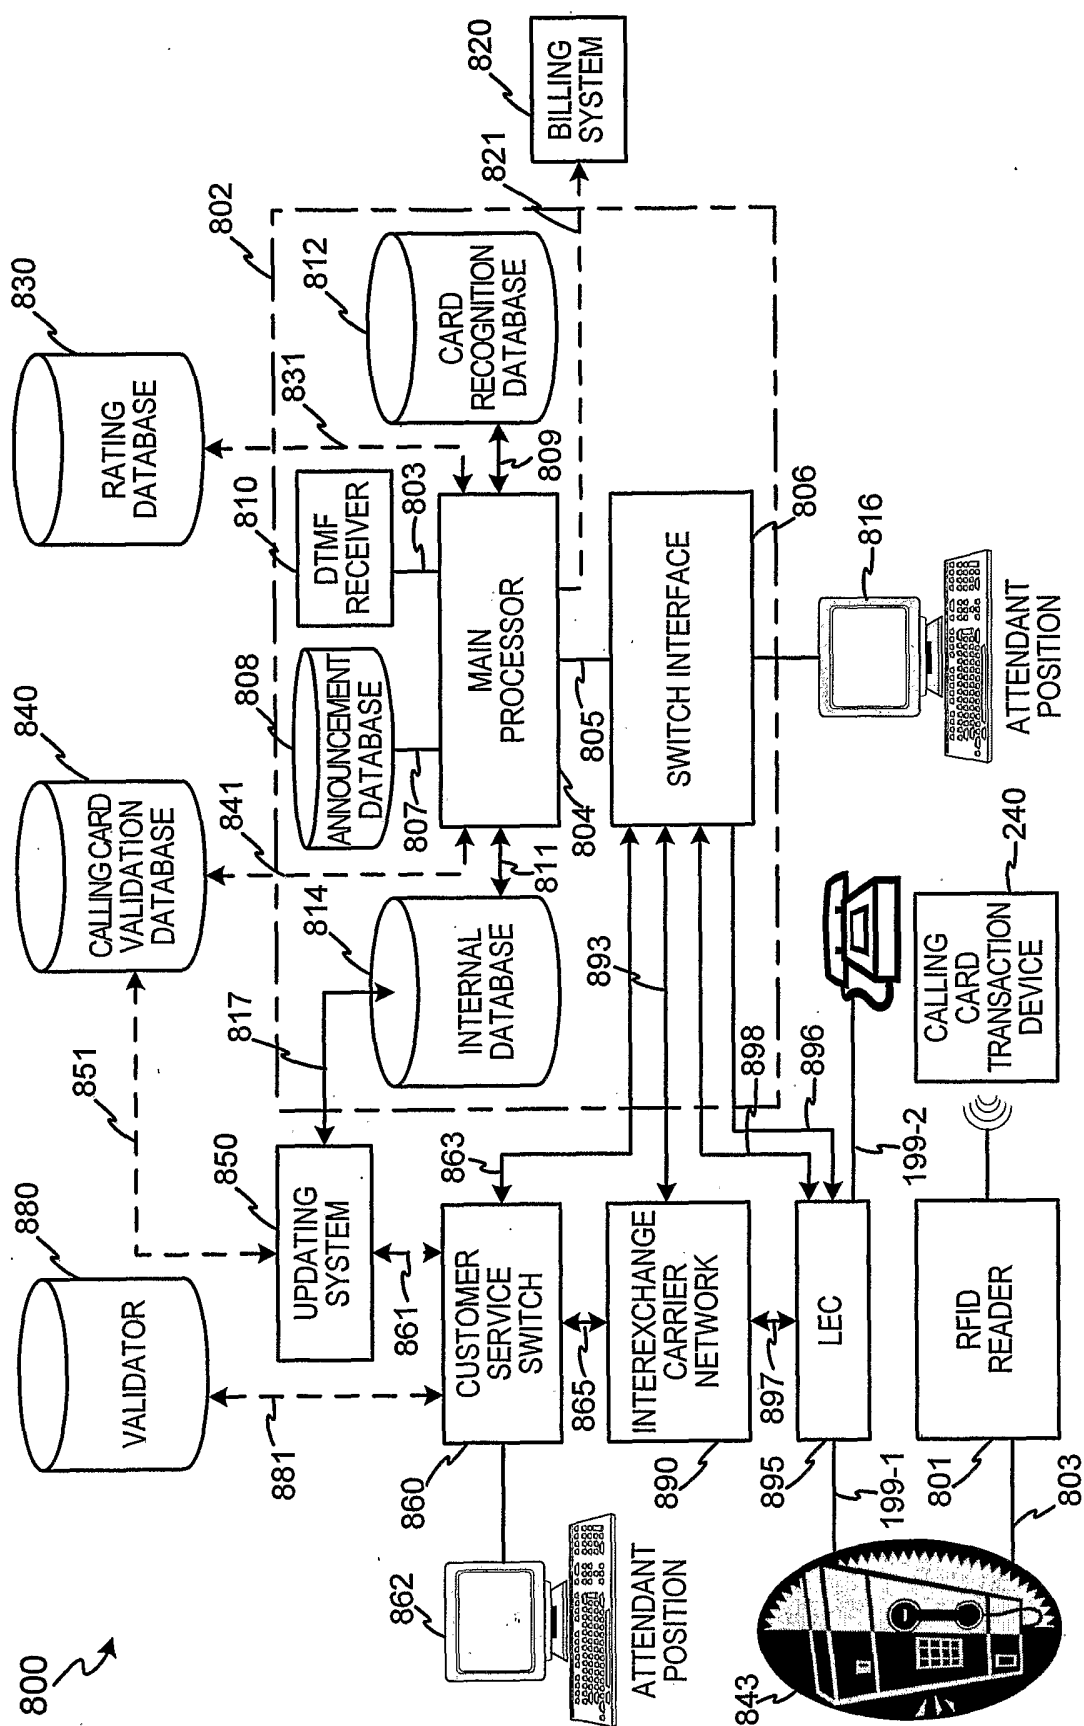 800
880
VALIDATOR
881
851
850
UPDATING
SYSTEM
861
817
840
CALLING CARD
VALIDATION
DATABASE
841
830
RATING
DATABASE
831
802
814
INTERNAL
DATABASE
811
808
ANNOUNCEMENT
DATABASE
807
810
DTMF
RECEIVER
803
812
CARD
RECOGNITION
DATABASE
809
MAIN
PROCESSOR
804
805
821
820
BILLING
SYSTEM
862
ATTENDANT
POSITION
860
CUSTOMER
SERVICE
SWITCH
863
865
890
INTEREXCHANGE
CARRIER
NETWORK
893
897
SWITCH INTERFACE
806
816
ATTENDANT
POSITION
895
LEC
898
896
199-1
199-2
843
803
801
RFID
READER
240
CALLING
CARD
TRANSACTION
DEVICE